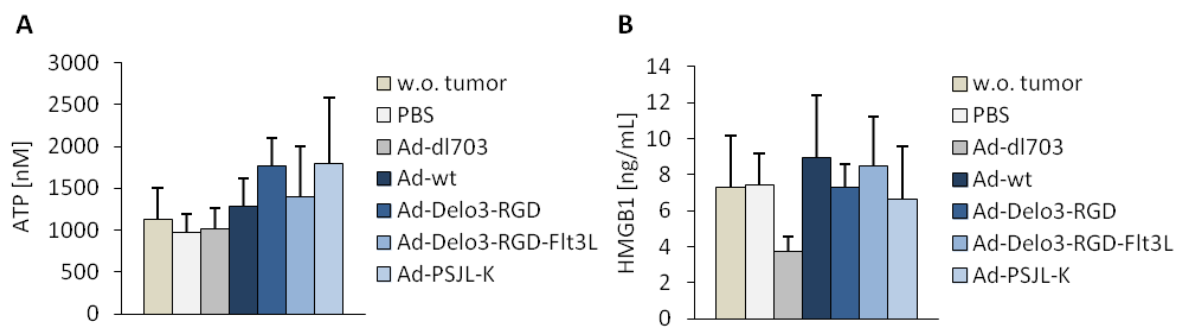 A
ATP [nM]
3000
2500
2000
1500
1000
500
0
w.o. tumor
PBS
Ad-dl703
Ad-wt
Ad-Delo3-RGD
Ad-Delo3-RGD-Flt3L
Ad-PSJL-K
B
HMGB1 [ng/mL]
14
12
10
8
6
4
2
0
w.o. tumor
PBS
Ad-dl703
Ad-wt
Ad-Delo3-RGD
Ad-Delo3-RGD-Flt3L
Ad-PSJL-K